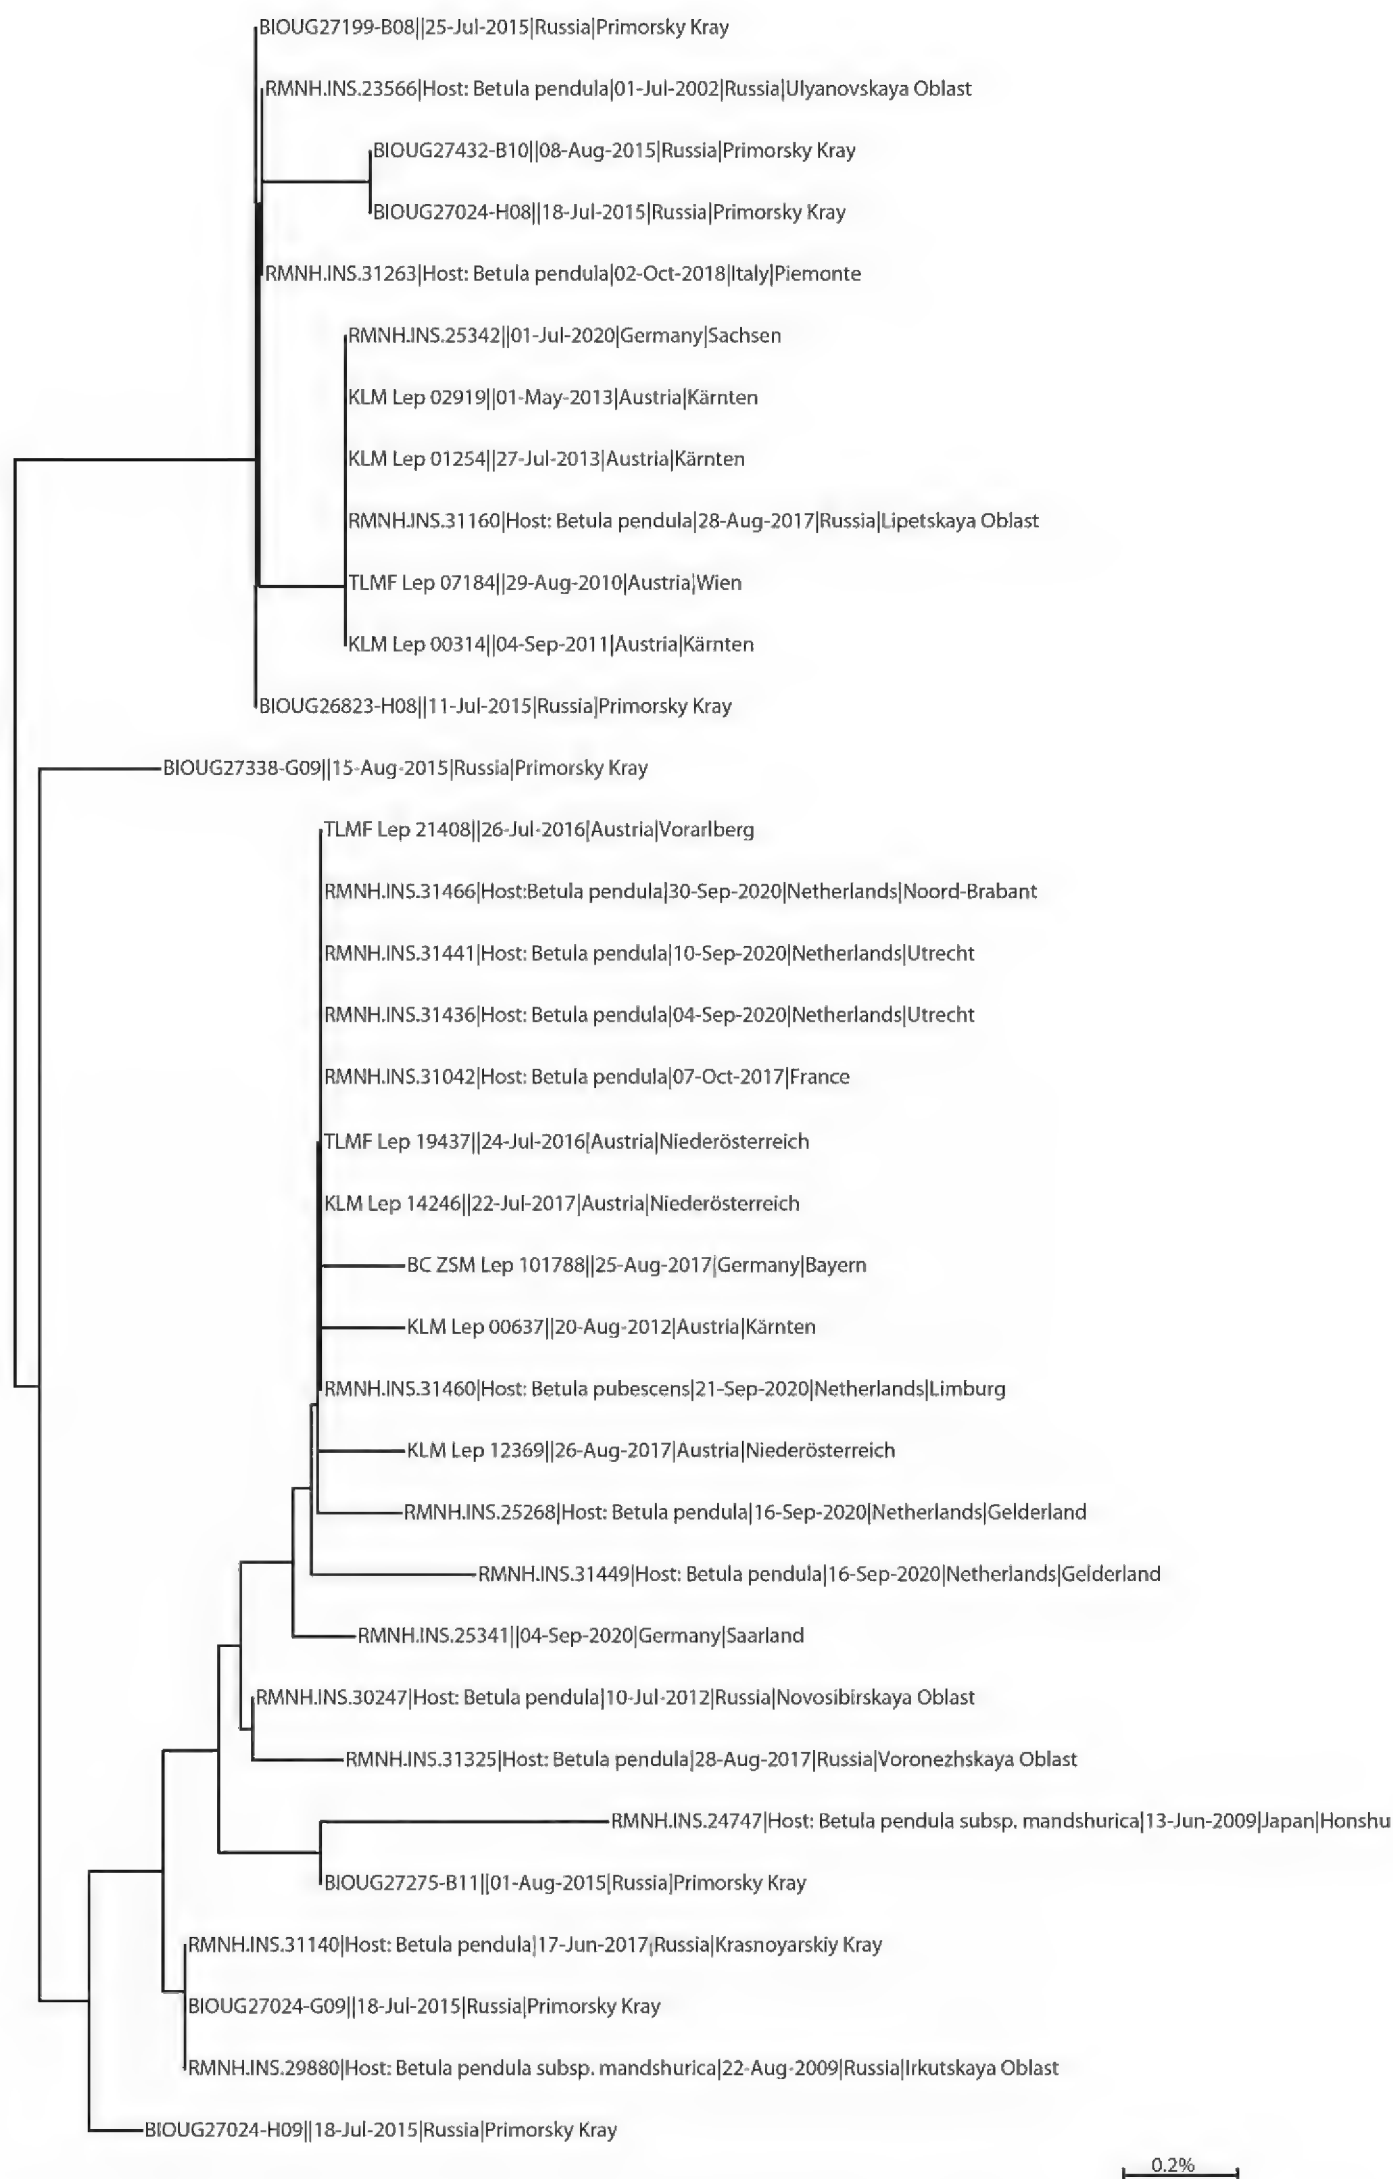 BIOUG27199-B08||25-Jul-2015|Russia|Primorsky Kray
RMNH.INS.23566|Host: Betula pendula|01-Jul-2002|Russia|Ulyanovskaya Oblast
BIOUG27432-B10||08-Aug-2015|Russia|Primorsky Kray
BIOUG27024-H08||18-Jul-2015|Russia|Primorsky Kray
RMNH.INS.31263|Host: Betula pendula|02-Oct-2018|Italy|Piemonte
RMNH.INS.25342||01-Jul-2020|Germany|Sachsen
KLM Lep 02919||01-May-2013|Austria|Kärnten
KLM Lep 01254||27-Jul-2013|Austria|Kärnten
RMNH.INS.31160|Host: Betula pendula|28-Aug-2017|Russia|Lipetskaya Oblast
TLMF Lep 07184||29-Aug-2010|Austria|Wien
KLM Lep 00314||04-Sep-2011|Austria|Kärnten
BIOUG26823-H08||11-Jul-2015|Russia|Primorsky Kray
BIOUG27338-G09||15-Aug-2015|Russia|Primorsky Kray
TLMF Lep 21408||26-Jul-2016|Austria|Vorarlberg
RMNH.INS.31466|Host:Betula pendula|30-Sep-2020|Netherlands|Noord-Brabant
RMNH.INS.31441|Host: Betula pendula|10-Sep-2020|Netherlands|Utrecht
RMNH.INS.31436|Host: Betula pendula|04-Sep-2020|Netherlands|Utrecht
RMNH.INS.31042|Host: Betula pendula|07-Oct-2017|France
TLMF Lep 19437||24-Jul-2016|Austria|Niederösterreich
KLM Lep 14246||22-Jul-2017|Austria|Niederösterreich
BC ZSM Lep 101788||25-Aug-2017|Germany|Bayern
KLM Lep 00637||20-Aug-2012|Austria|Kärnten
RMNH.INS.31460|Host: Betula pubescens|21-Sep-2020|Netherlands|Limburg
KLM Lep 12369||26-Aug-2017|Austria|Niederösterreich
RMNH.INS.25268|Host: Betula pendula|16-Sep-2020|Netherlands|Gelderland
RMNH.INS.31449|Host: Betula pendula|16-Sep-2020|Netherlands|Gelderland
RMNH.INS.25341||04-Sep-2020|Germany|Saarland
RMNH.INS.30247|Host: Betula pendula|10-Jul-2012|Russia|Novosibirskaya Oblast
RMNH.INS.31325|Host: Betula pendula|28-Aug-2017|Russia|Voronezhskaya Oblast
RMNH.INS.24747|Host: Betula pendula subsp. mandshurica|13-Jun-2009|Japan|Honshu
BIOUG27275-B11||01-Aug-2015|Russia|Primorsky Kray
RMNH.INS.31140|Host: Betula pendula|17-Jun-2017|Russia|Krasnoyarskiy Kray
BIOUG27024-G09||18-Jul-2015|Russia|Primorsky Kray
RMNH.INS.29880|Host: Betula pendula subsp. mandshurica|22-Aug-2009|Russia|Irkutskaya Oblast
BIOUG27024-H09||18-Jul-2015|Russia|Primorsky Kray
0.2%